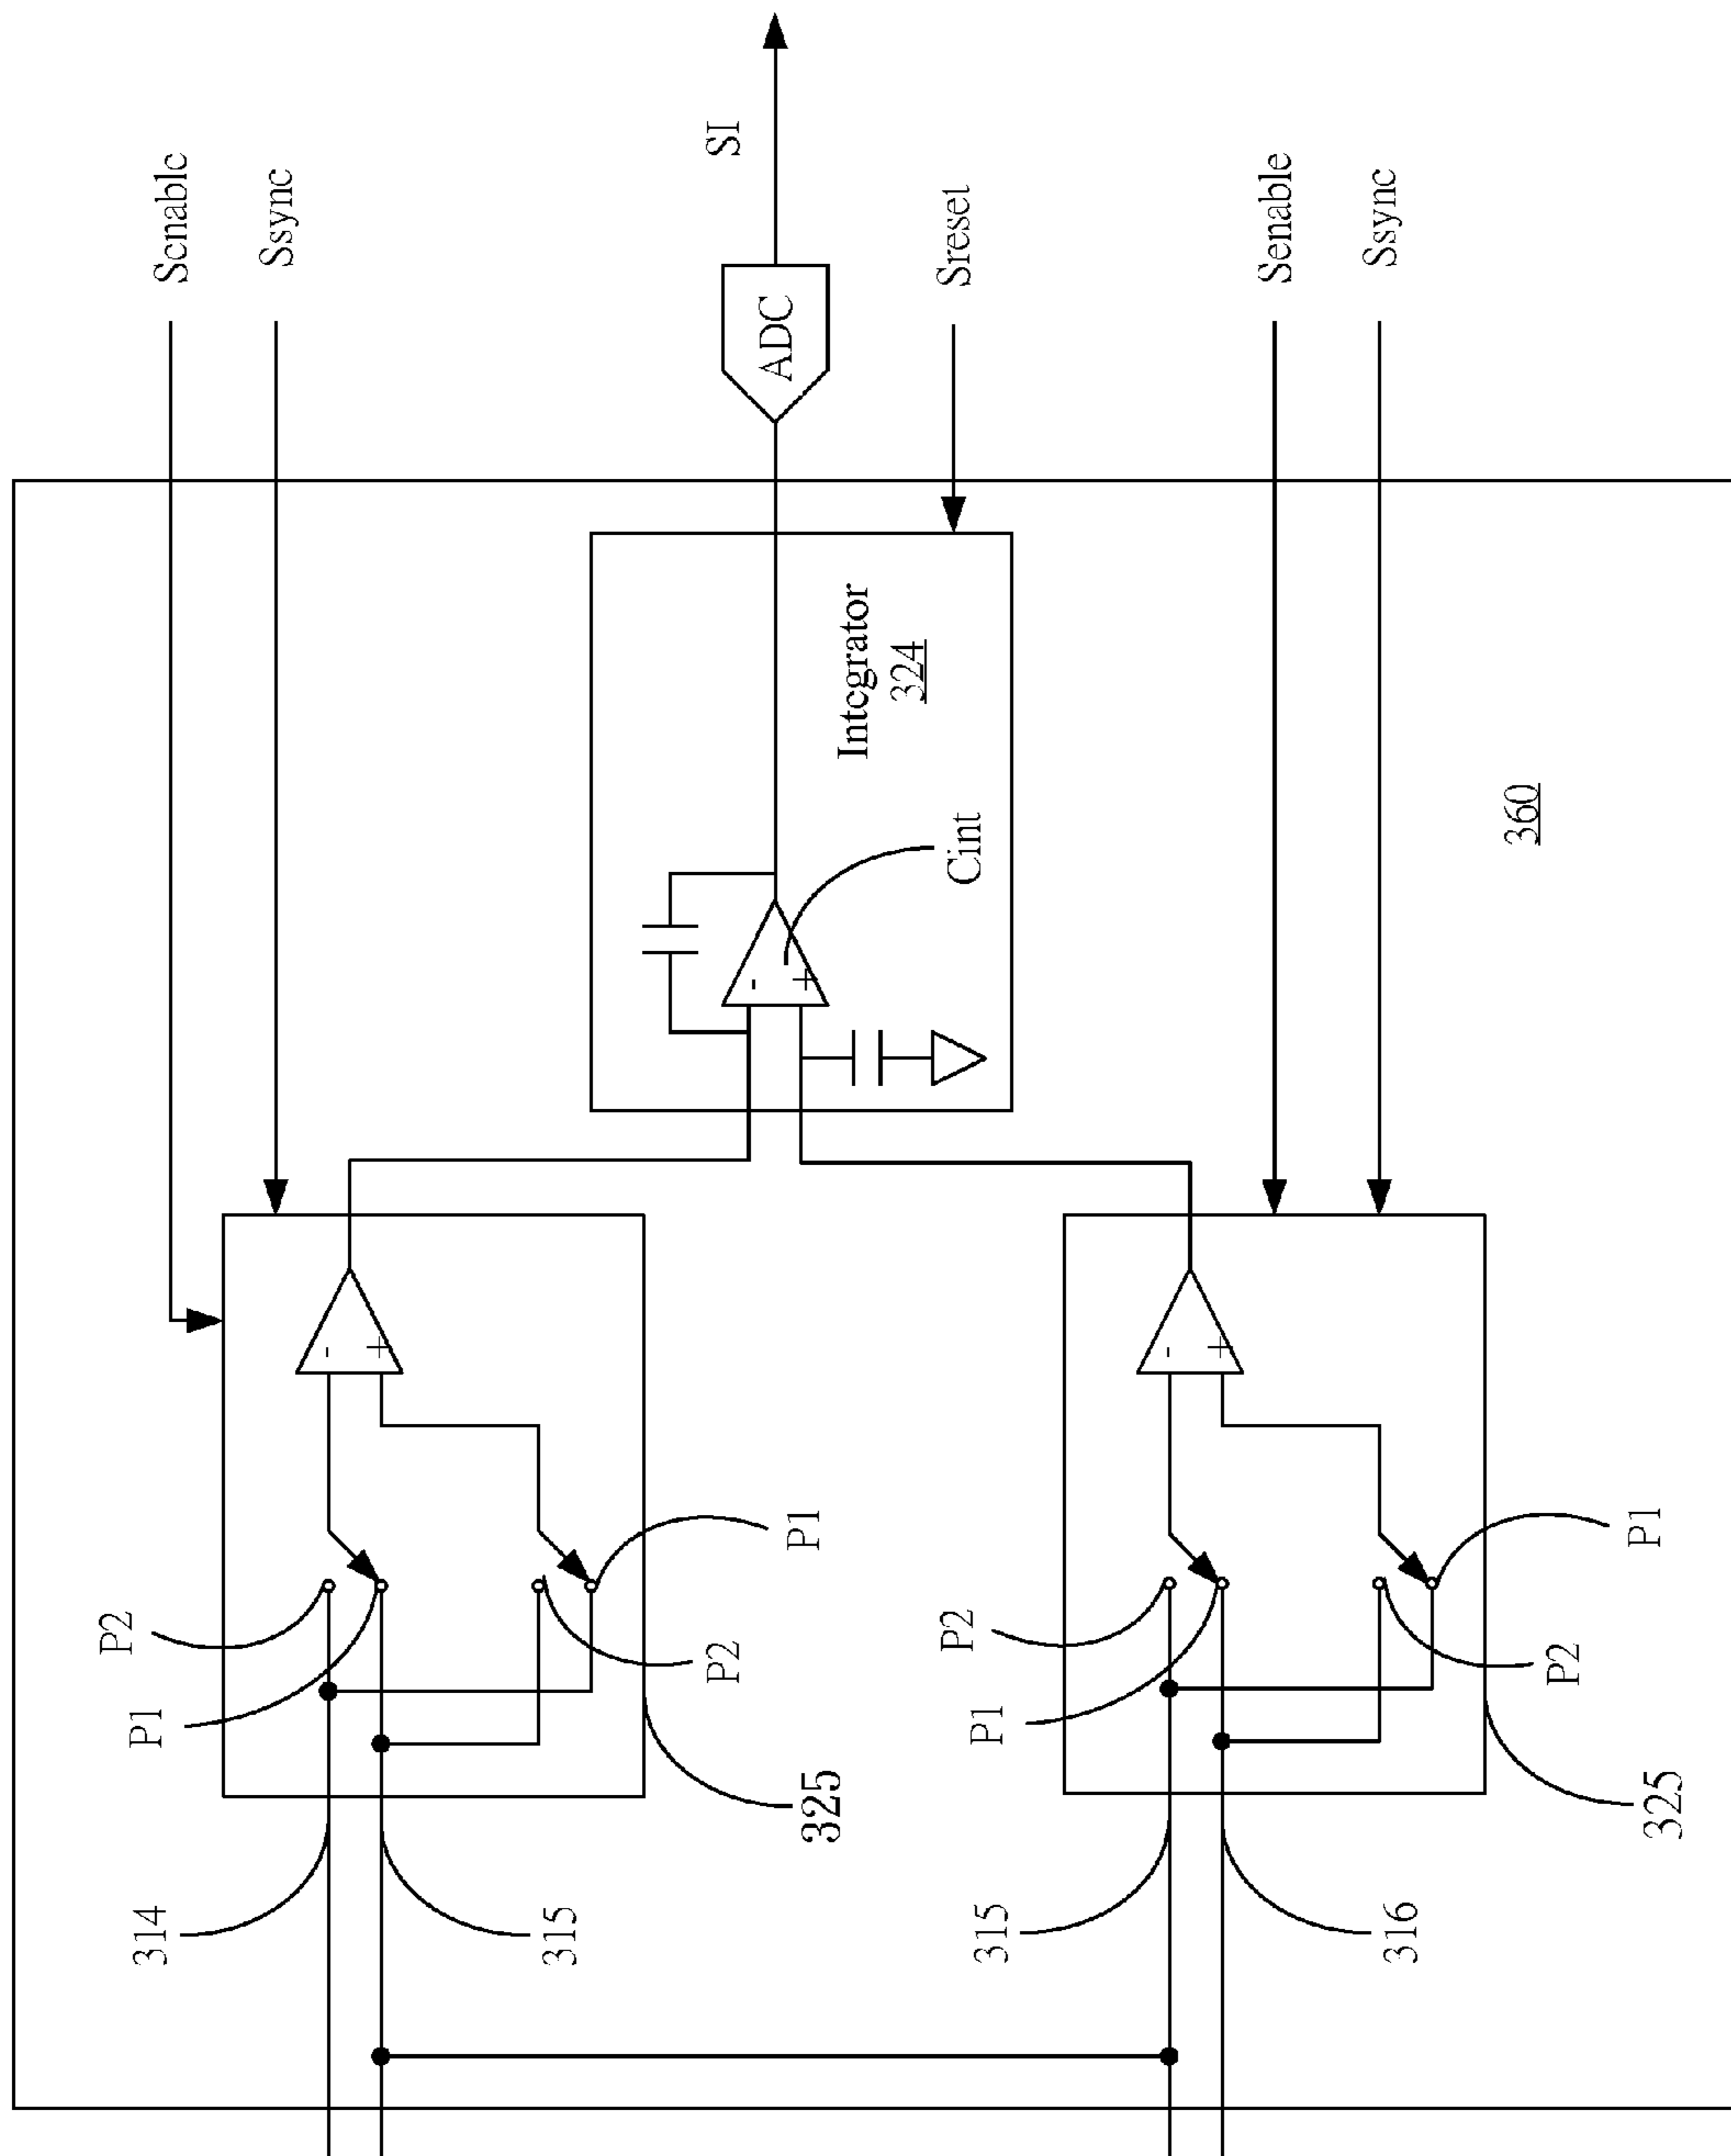 P2
P1
314
Senable
Ssync
315
P2
SI
ADC
P1
325
Integrator
324
Sreset
Cint
P2
P1
315
Senable
Ssync
316
360
P2
P1
325